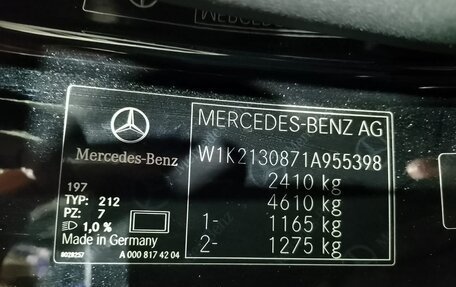 MERCEDES-BENZ AG
W1K2130871A955398
2410 kg
4610 kg
1- 1165 kg
2- 1275 kg
Mercedes-Benz
197
TYP: 212
PZ: 7
1,0 %
Made in Germany
8028257 A 000 817 42 04